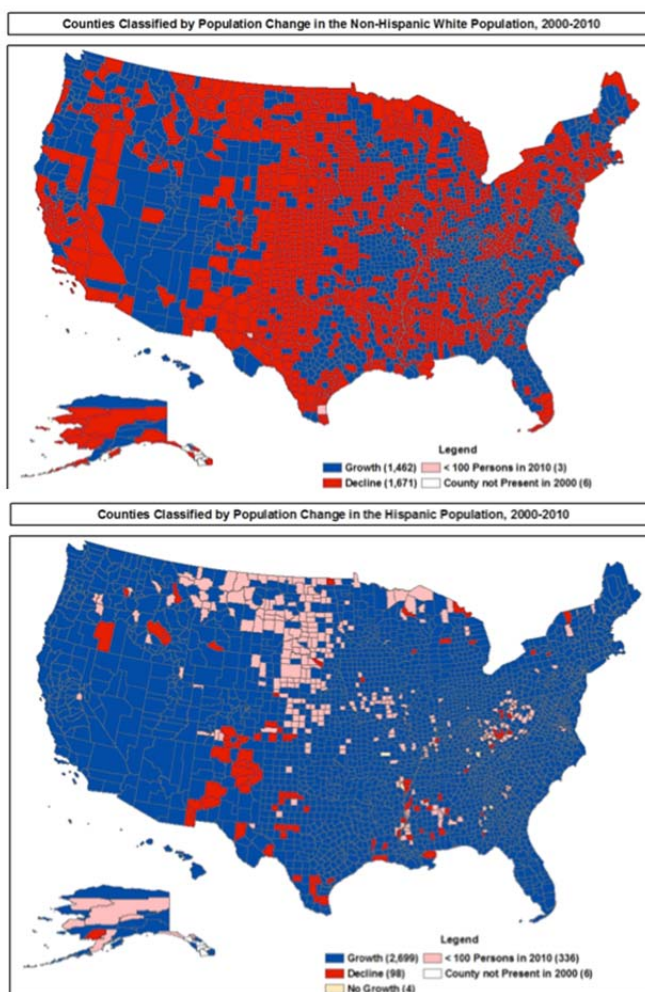 Counties Classified by Population Change in the Non-Hispanic White Population, 2000-2010
Legend
Growth (1,462)
< 100 Persons in 2010 (3)
Decline (1,671)
County not Present in 2000 (6)
Counties Classified by Population Change in the Hispanic Population, 2000-2010
Legend
Growth (2,699)
< 100 Persons in 2010 (336)
Decline (98)
County not Present in 2000 (6)
No Growth (4)